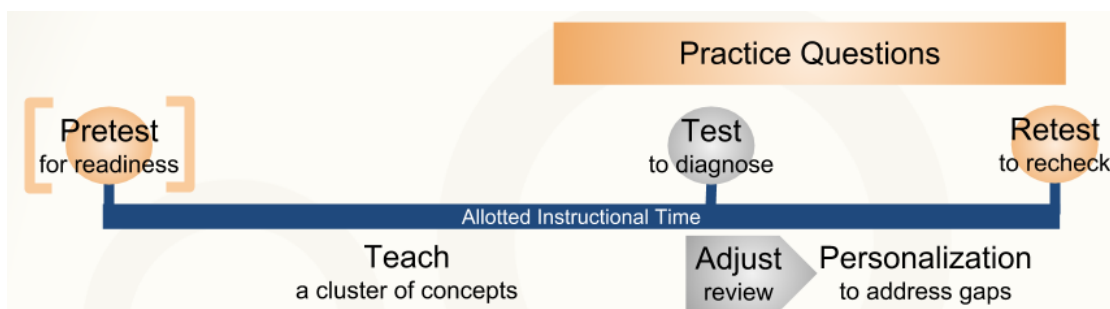 Practice Questions
Pretest
for readiness
Test
to diagnose
Retest
to recheck
Allotted Instructional Time
Teach
a cluster of concepts
Adjust
review
Personalization
to address gaps